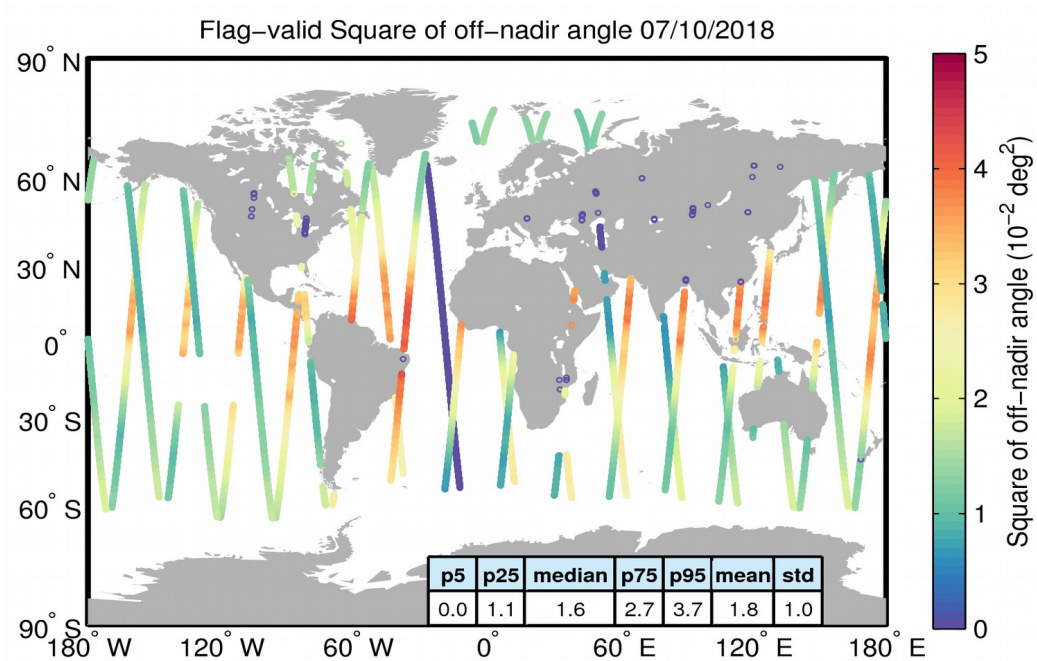 Flag−valid Square of off−nadir angle 07/10/2018
90° N
60° N
30° N
0°
30° S
60° S
90° S
180° W
120° W
60° W
0°
60° E
120° E
180° E
p5 p25 median p75 p95 mean std
0.0 1.1 1.6 2.7 3.7 1.8 1.0
5
4
3
2
1
0
Square of off−nadir angle (10⁻² deg²)